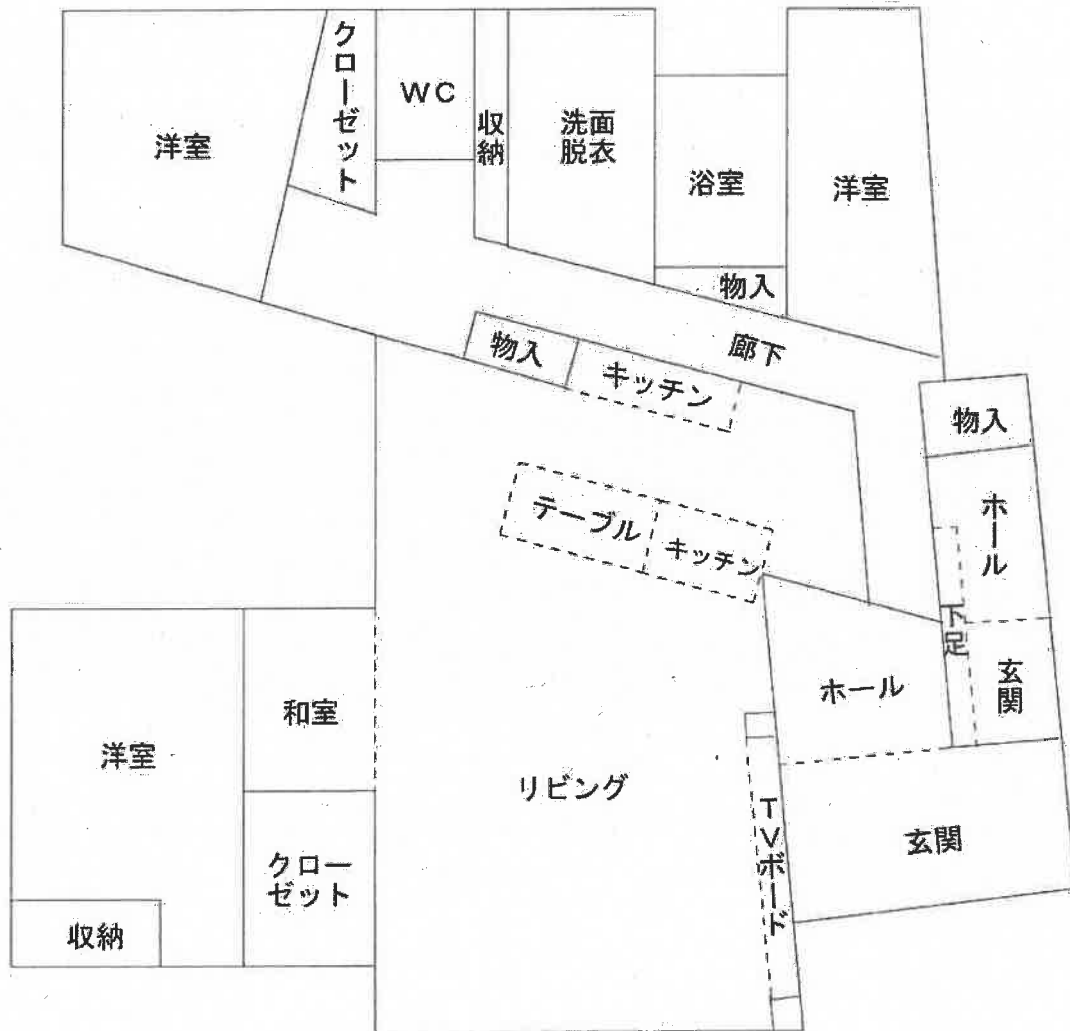 洋室
クローゼット
WC
収納
洗面
脱衣
浴室
洋室
物入
廊下
物入
キッチン
物入
ホール
テーブル
キッチン
下足
玄関
ホール
和室
洋室
リビング
TVボード
玄関
クロー
ゼット
収納